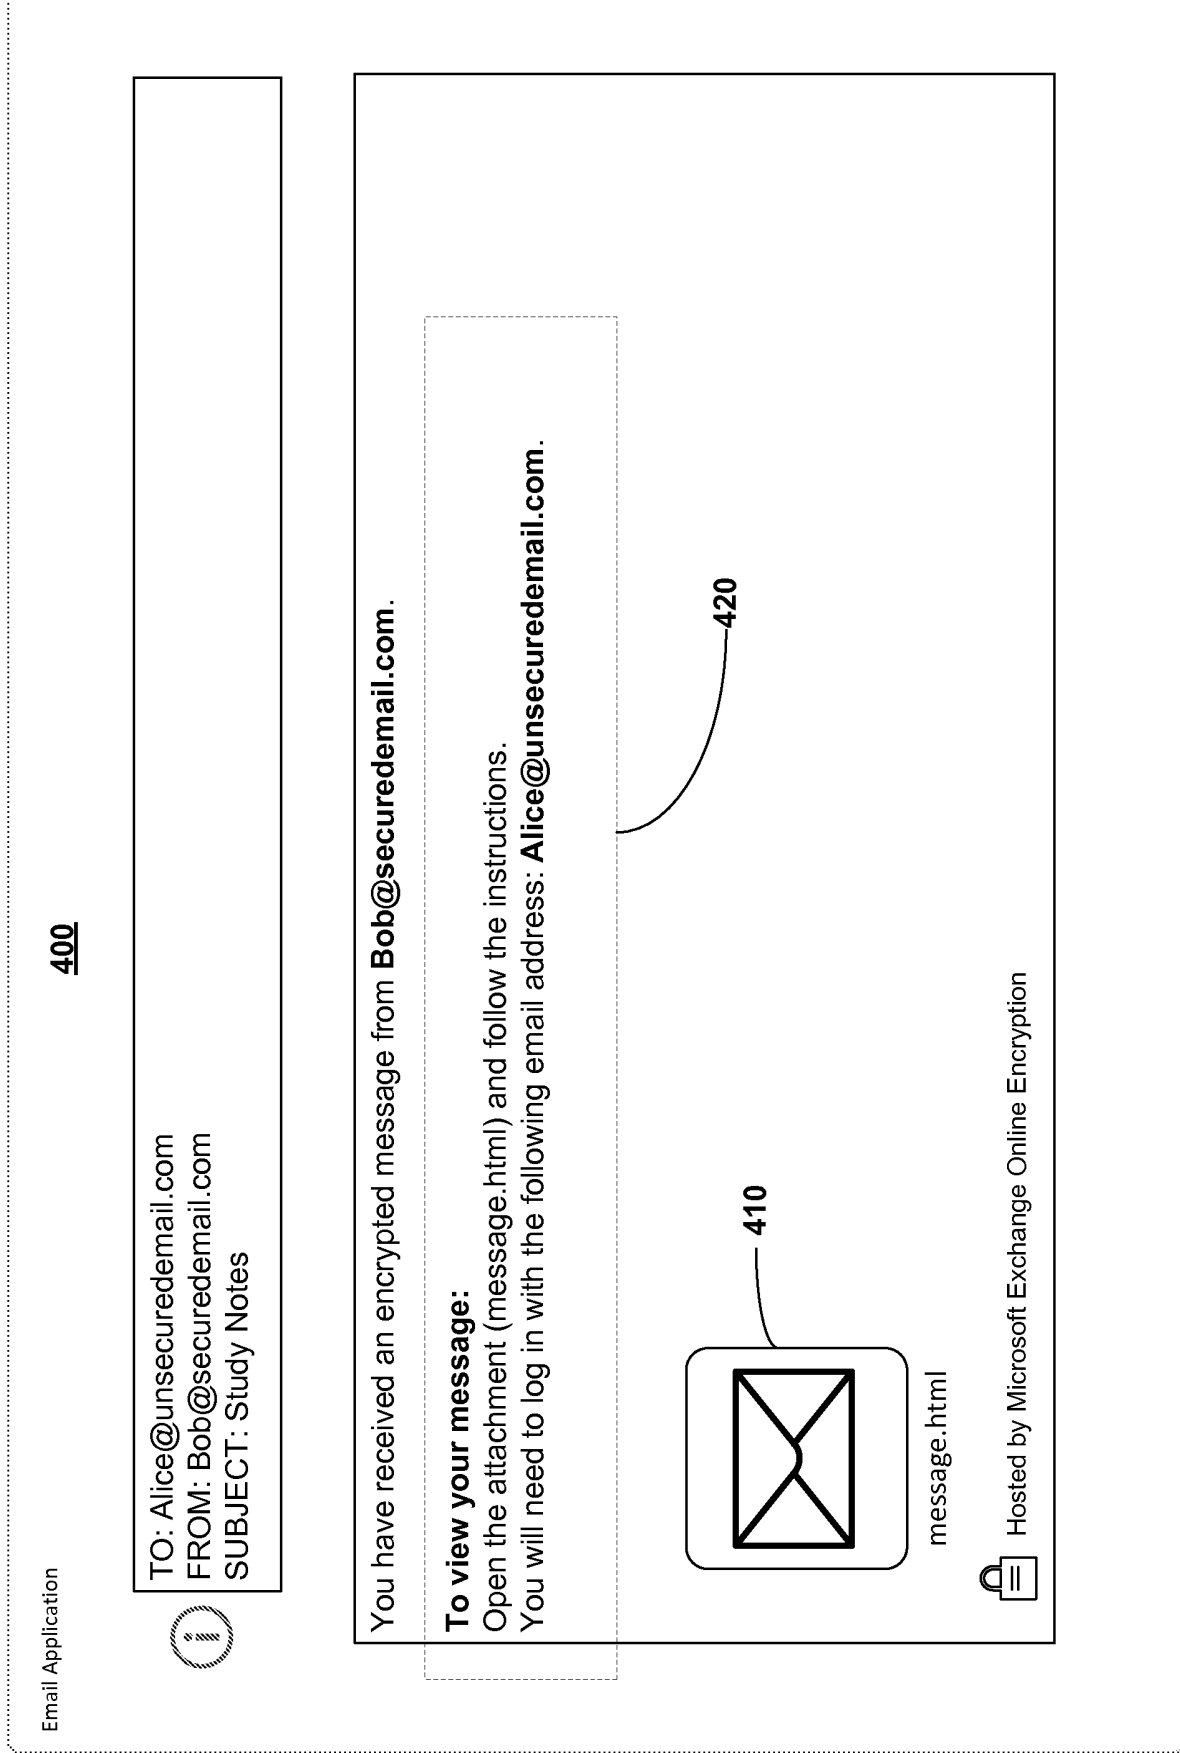 400
Email Application
TO: Alice@unsecuredemail.com
FROM: Bob@securedemail.com
SUBJECT: Study Notes
i
You have received an encrypted message from Bob@securedemail.com.
To view your message:
Open the attachment (message.html) and follow the instructions.
You will need to log in with the following email address: Alice@unsecuredemail.com.
420
410
message.html
Hosted by Microsoft Exchange Online Encryption